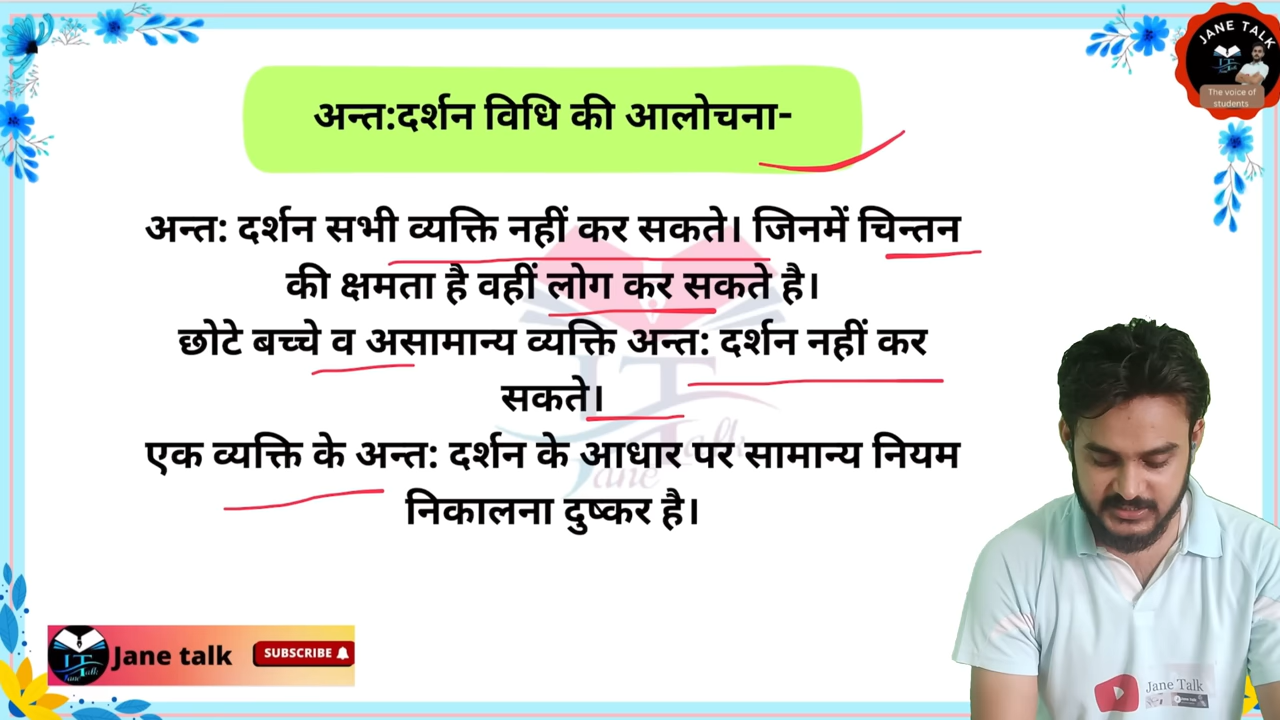 अन्त:दर्शन विधि की आलोचना-
अन्त: दर्शन सभी व्यक्ति नहीं कर सकते। जिनमें चिन्तन
की क्षमता है वहीं लोग कर सकते है।
छोटे बच्चे व असामान्य व्यक्ति अन्त: दर्शन नहीं कर
सकते।
एक व्यक्ति के अन्त: दर्शन के आधार पर सामान्य नियम
निकालना दुष्कर है।
JANE TALK
The voice of
students
Jane talk
SUBSCRIBE
Jane Talk